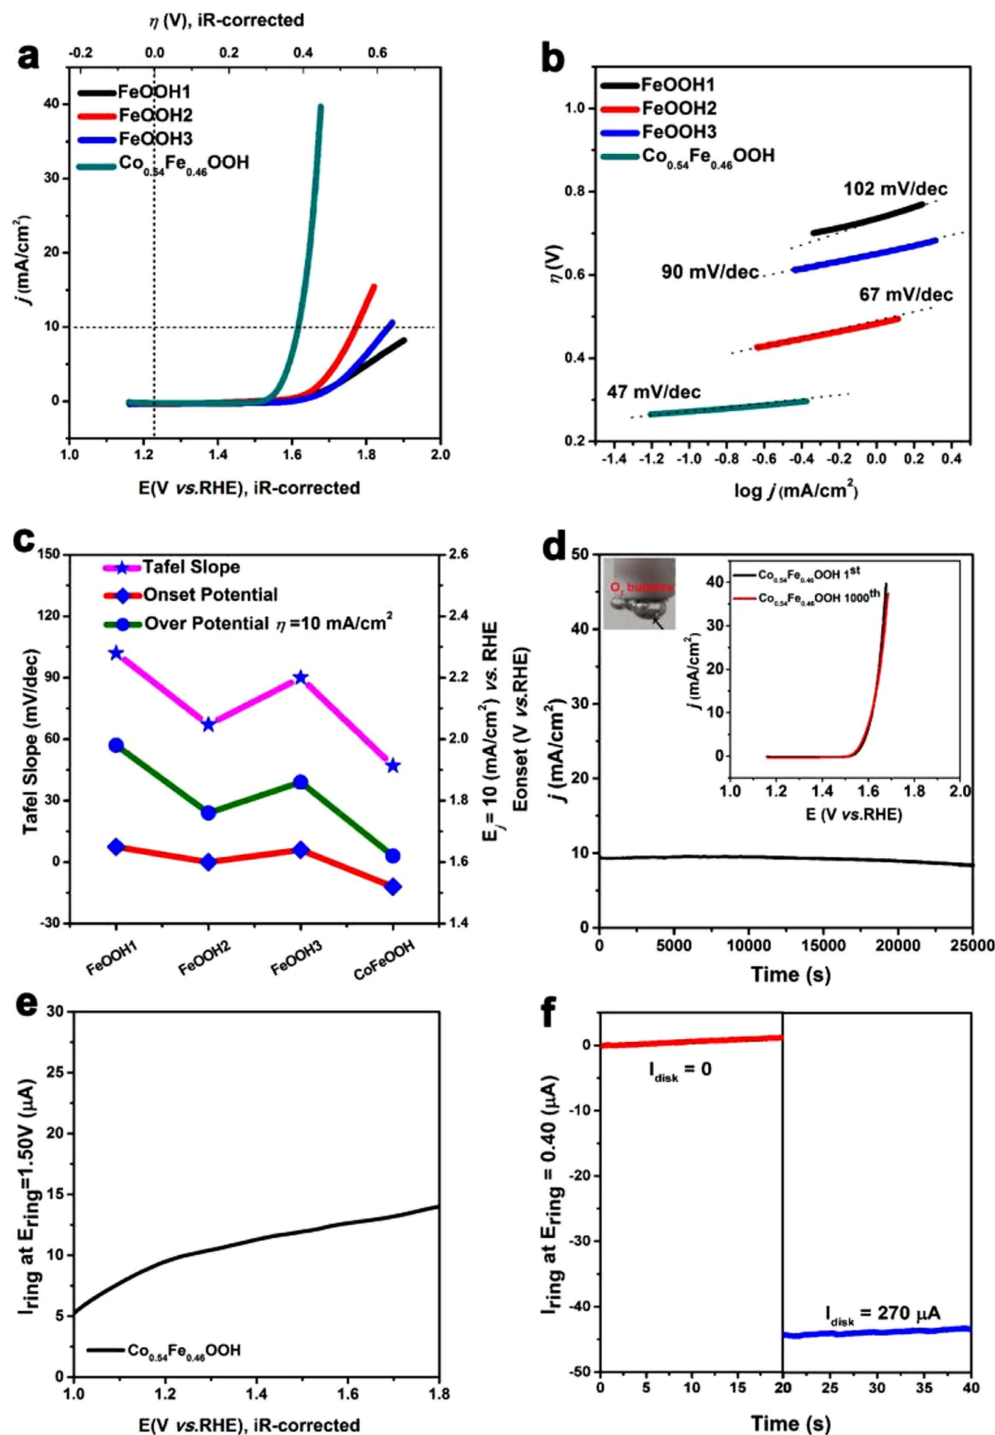 a
η (V), iR-corrected
-0.2 0.0 0.2 0.4 0.6
FeOOH1
FeOOH2
FeOOH3
Co0.54Fe0.46OOH
j (mA/cm2)
40
30
20
10
0
1.0 1.2 1.4 1.6 1.8 2.0
E(V vs.RHE), iR-corrected
b
FeOOH1
FeOOH2
FeOOH3
Co0.54Fe0.46OOH
102 mV/dec
90 mV/dec
67 mV/dec
47 mV/dec
η (V)
1.0
0.8
0.6
0.4
0.2
-1.4 -1.2 -1.0 -0.8 -0.6 -0.4 -0.2 0.0 0.2 0.4
log j (mA/cm2)
c
Tafel Slope
Onset Potential
Over Potential η =10 mA/cm2
Tafel Slope (mV/dec)
150
120
90
60
30
0
-30
2.6
2.4
2.2
2.0
1.8
1.6
1.4
Ej = 10 (mA/cm2) vs. RHE
Eonset (V vs.RHE)
FeOOH1 FeOOH2 FeOOH3 CoFeOOH
d
O2 bubbles
Co0.54Fe0.46OOH 1st
Co0.54Fe0.46OOH 1000th
j (mA/cm2)
40
30
20
10
0
1.0 1.2 1.4 1.6 1.8 2.0
E (V vs.RHE)
j (mA/cm2)
50
40
30
20
10
0
0 5000 10000 15000 20000 25000
Time (s)
e
Iring at Ering=1.50V (μA)
30
25
20
15
10
5
0
Co0.54Fe0.46OOH
1.0 1.2 1.4 1.6 1.8
E(V vs.RHE), iR-corrected
f
Iring at Ering = 0.40 (μA)
0
-10
-20
-30
-40
-50
Idisk = 0
Idisk = 270 μA
0 5 10 15 20 25 30 35 40
Time (s)